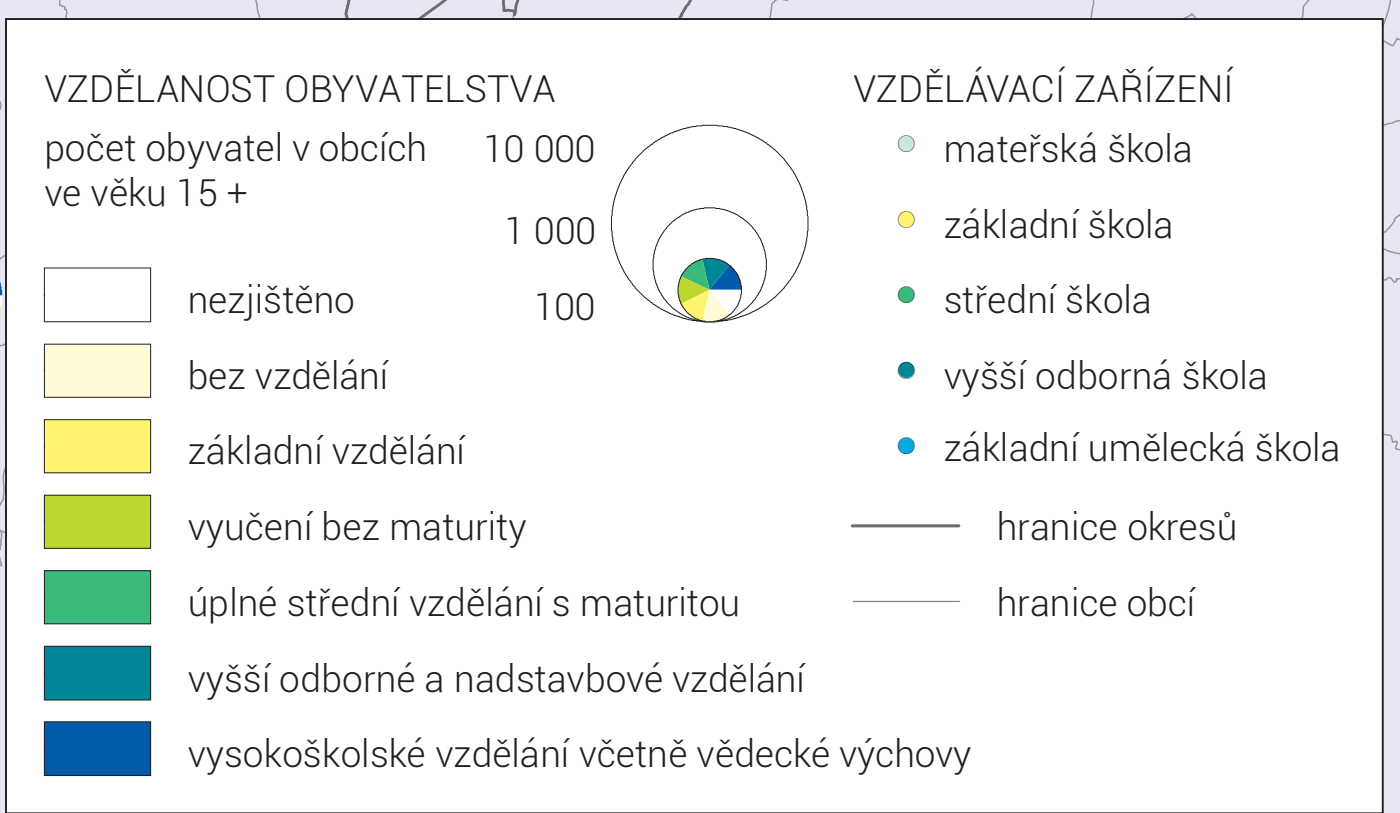 VZDĚLANOST OBYVATELSTVA
počet obyvatel v obcích
ve věku 15 +
10 000
1 000
100
nezjištěno
bez vzdělání
základní vzdělání
vyučení bez maturity
úplné střední vzdělání s maturitou
vyšší odborné a nadstavbové vzdělání
vysokoškolské vzdělání včetně vědecké výchovy
VZDĚLÁVACÍ ZAŘÍZENÍ
mateřská škola
základní škola
střední škola
vyšší odborná škola
základní umělecká škola
hranice okresů
hranice obcí